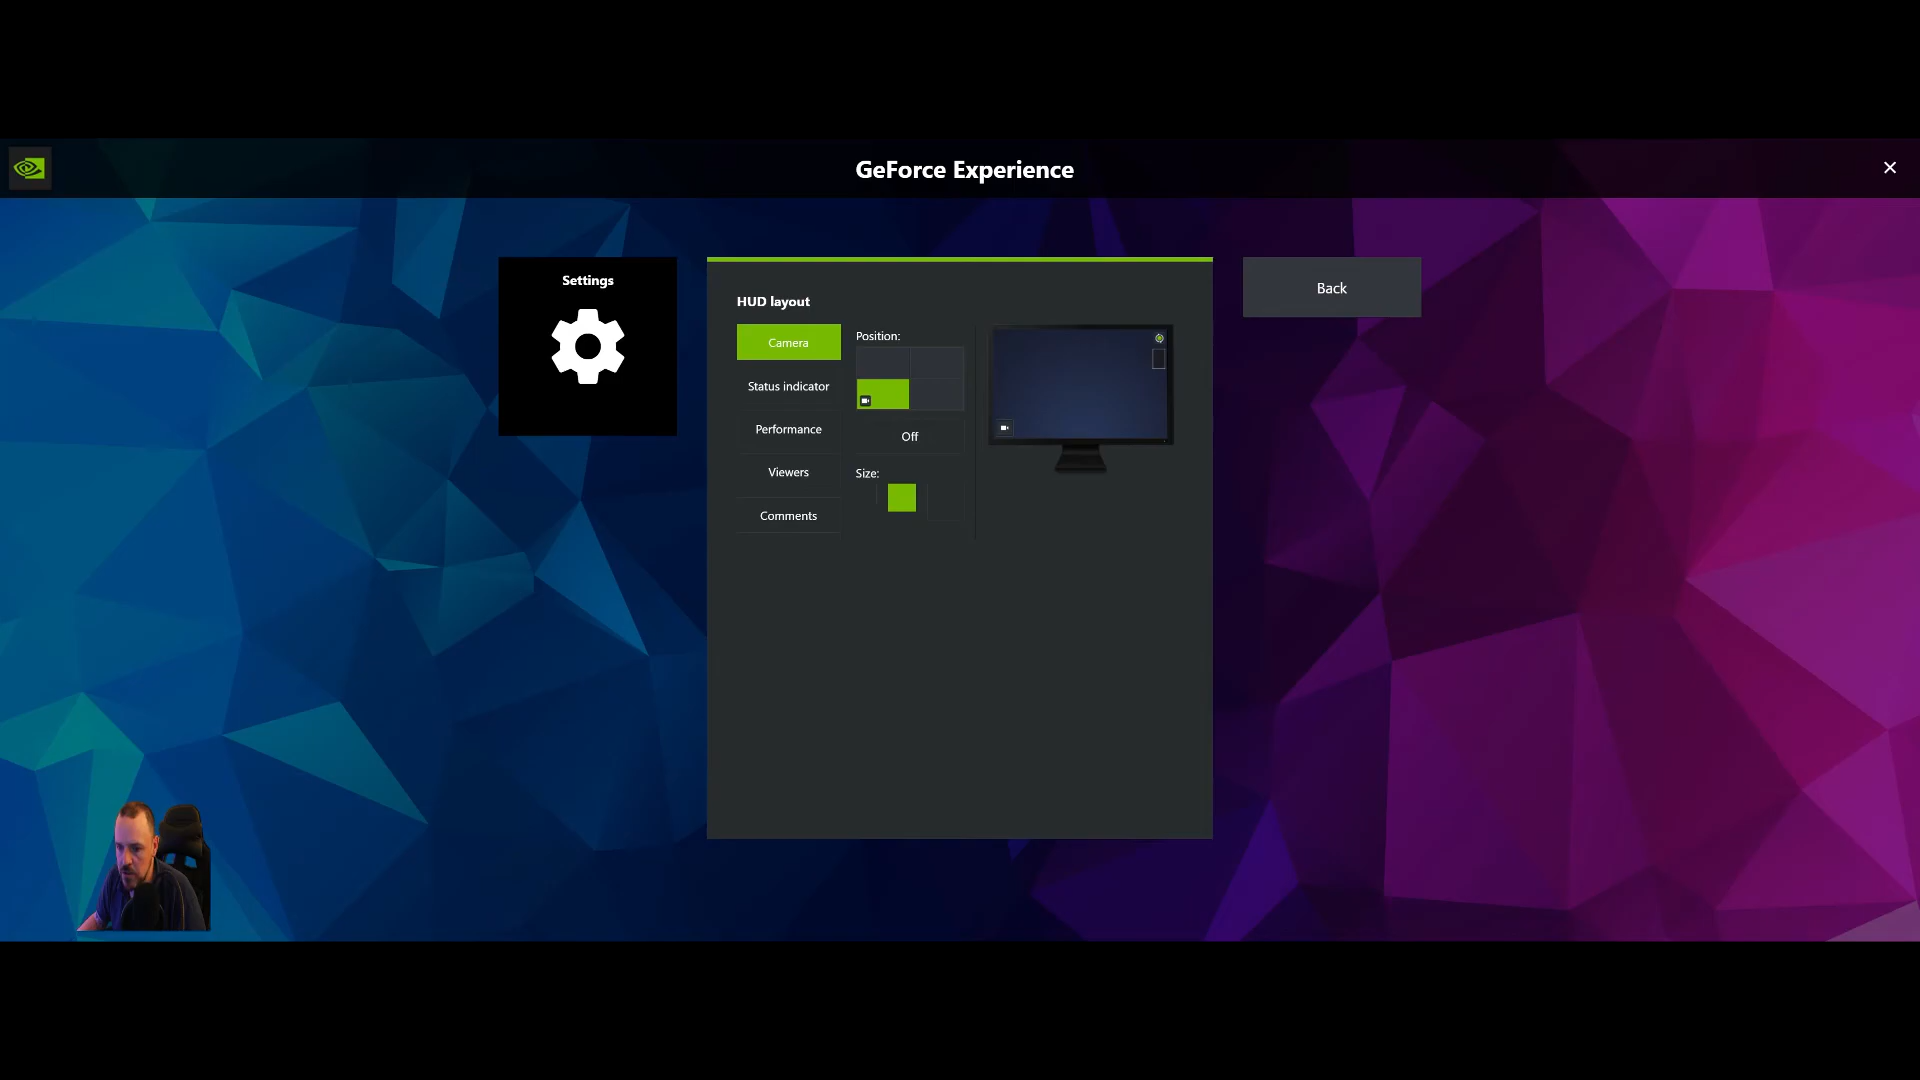 GeForce Experience
Settings
HUD layout
Back
Camera
Position:
Status indicator
Performance
Off
Viewers
Size:
Comments